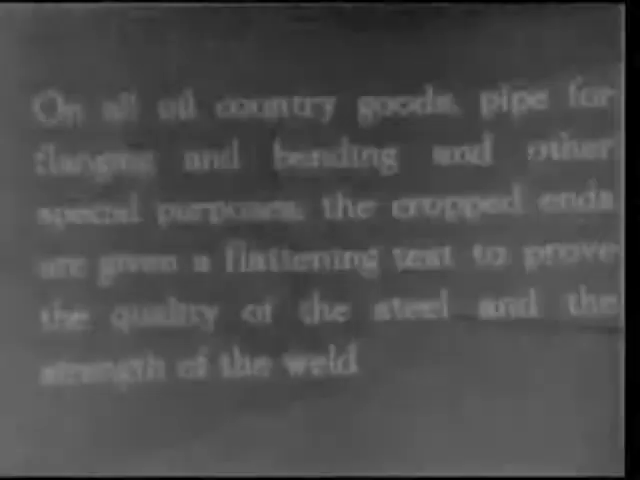 On all oil country goods, pipe for
flanging and bending and other
special purposes, the cropped ends
are given a flattening test to prove
the quality of the steel and the
strength of the weld